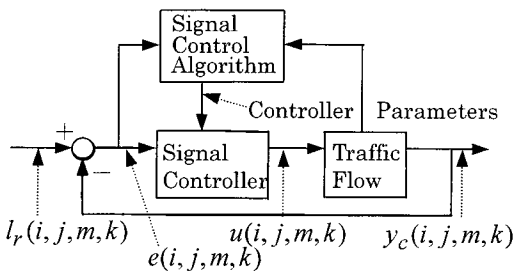 Signal
Control
Algorithm
Controller Parameters
+
−
Signal
Controller
Traffic
Flow
l_r(i, j,m,k)
e(i, j,m,k)
u(i, j,m,k)
y_c(i, j,m,k)